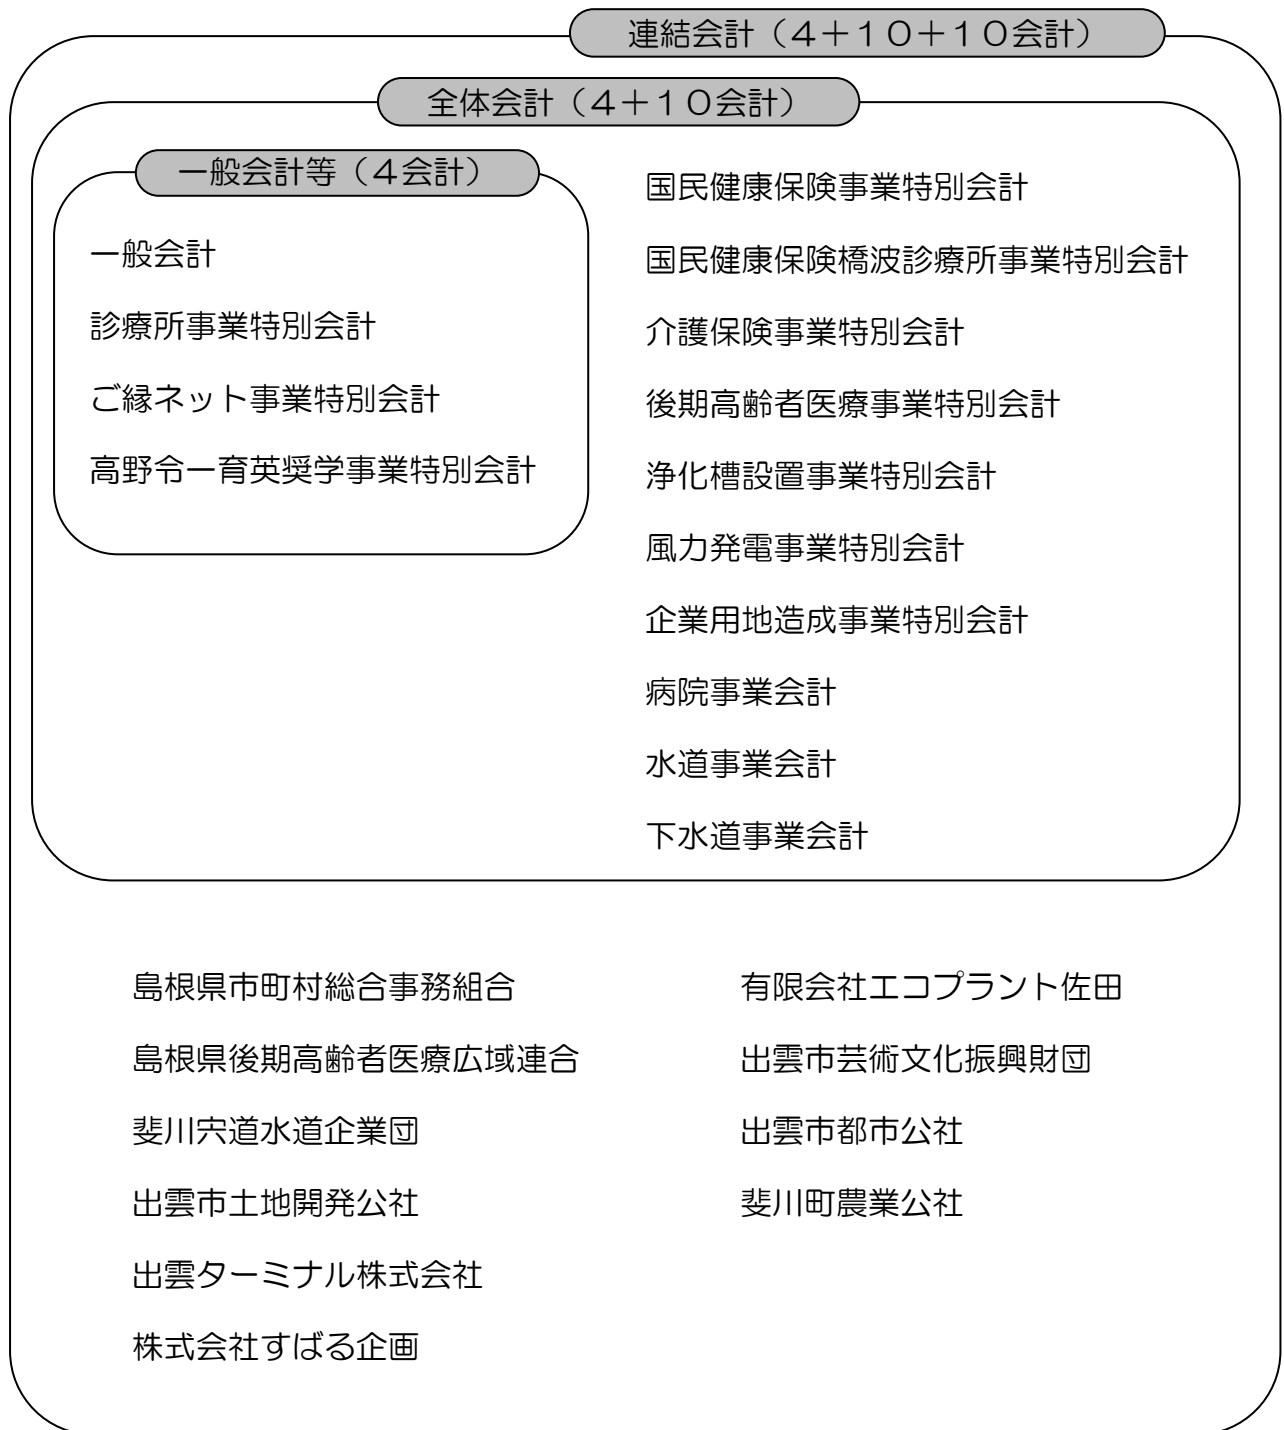 連結会計（４＋１０＋１０会計）
全体会計（４＋１０会計）
一般会計等（４会計）
一般会計
診療所事業特別会計
ご縁ネット事業特別会計
高野令一育英奨学事業特別会計
国民健康保険事業特別会計
国民健康保険橋波診療所事業特別会計
介護保険事業特別会計
後期高齢者医療事業特別会計
浄化槽設置事業特別会計
風力発電事業特別会計
企業用地造成事業特別会計
病院事業会計
水道事業会計
下水道事業会計
島根県市町村総合事務組合
島根県後期高齢者医療広域連合
斐川宍道水道企業団
出雲市土地開発公社
出雲ターミナル株式会社
株式会社すばる企画
有限会社エコプラント佐田
出雲市芸術文化振興財団
出雲市都市公社
斐川町農業公社